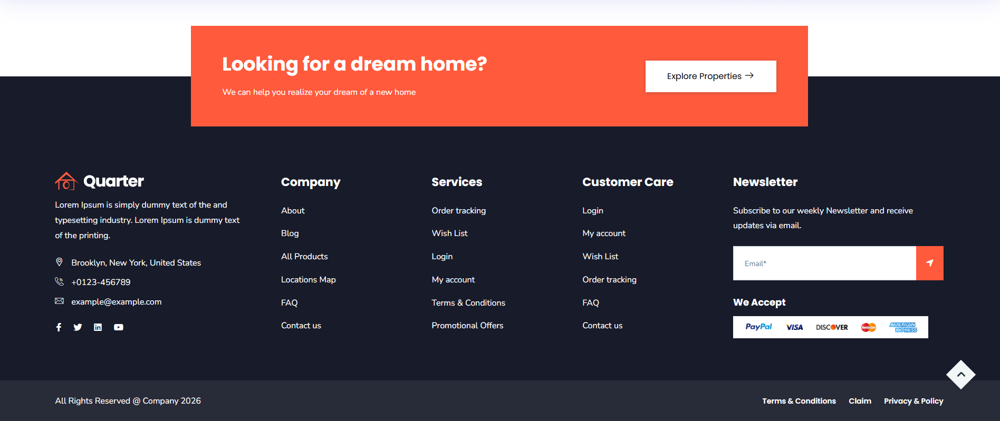 Looking for a dream home?
We can help you realize your dream of a new home
Explore Properties
Quarter
Lorem Ipsum is simply dummy text of the and
typesetting industry. Lorem Ipsum is dummy text
of the printing.
Brooklyn, New York, United States
+0123-456789
example@example.com
Company
About
Blog
All Products
Locations Map
FAQ
Contact us
Services
Order tracking
Wish List
Login
My account
Terms & Conditions
Promotional Offers
Customer Care
Login
My account
Wish List
Order tracking
FAQ
Contact us
Newsletter
Subscribe to our weekly Newsletter and receive
updates via email.
Email*
We Accept
PayPal VISA DISCOVER MasterCard AMERICAN EXPRESS
All Rights Reserved @ Company 2026
Terms & Conditions Claim Privacy & Policy